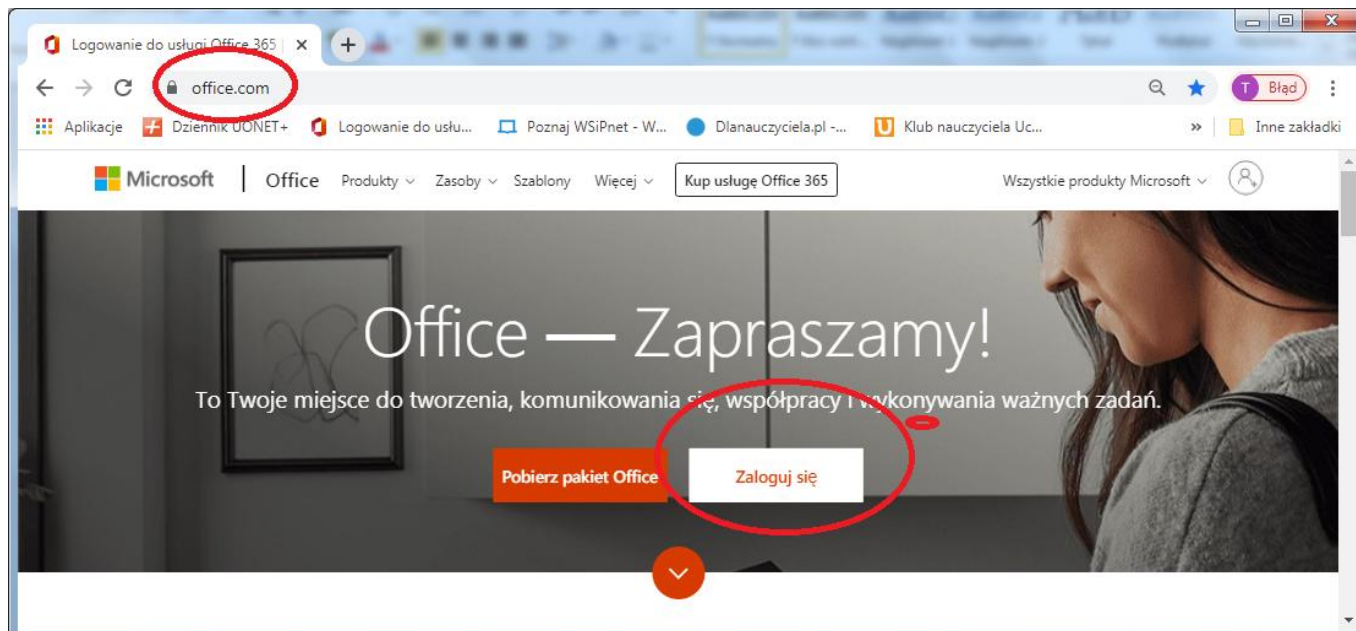 Logowanie do usługi Office 365 |
office.com
T Błąd
Aplikacje Dziennik UONET+ Logowanie do usłu... Poznaj WSiPnet - W... Dlanauczyciela.pl -... Klub nauczyciela Uc... » Inne zakładki
Microsoft | Office Produkty Zasoby Szablony Więcej Kup usługę Office 365 Wszystkie produkty Microsoft
Office — Zapraszamy!
To Twoje miejsce do tworzenia, komunikowania się, współpracy i wykonywania ważnych zadań.
Pobierz pakiet Office Zaloguj się